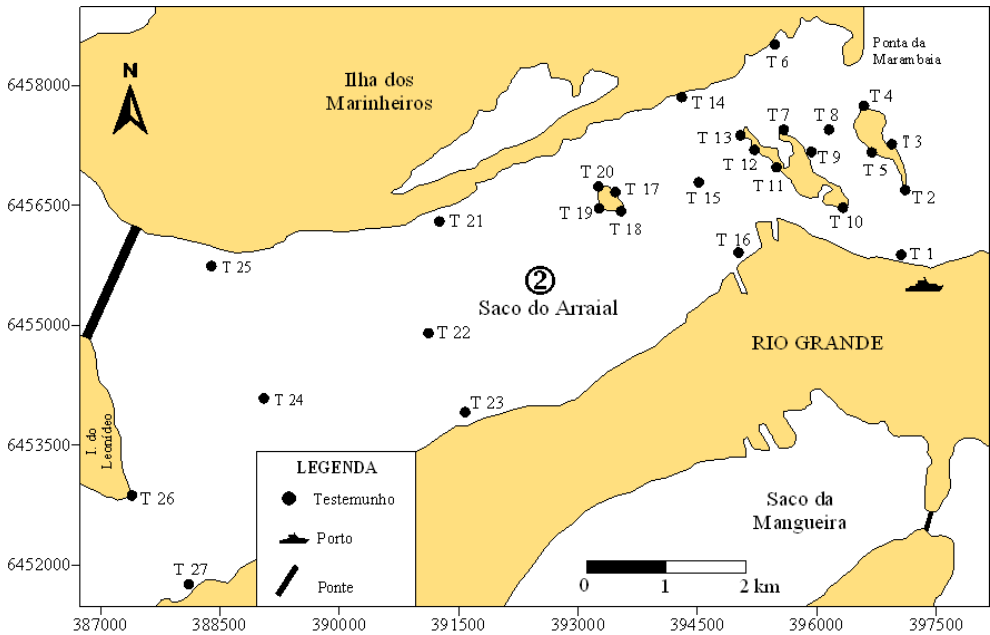 N
Ilha dos
Marinheiros
Ponta da
Marambaia
T 6
T 4
T 14
T 7
T 8
T 13
T 3
T 12
T 9
T 5
T 11
T 20
T 17
T 15
T 2
T 19
T 18
T 10
T 21
T 16
T 1
T 25
2
Saco do Arraial
T 22
RIO GRANDE
T 24
T 23
I. do
Leonídeo
T 26
T 27
LEGENDA
Testemunho
Porto
Ponte
Saco da
Mangueira
0 1 2 km
6458000
6456500
6455000
6453500
6452000
387000 388500 390000 391500 393000 394500 396000 397500